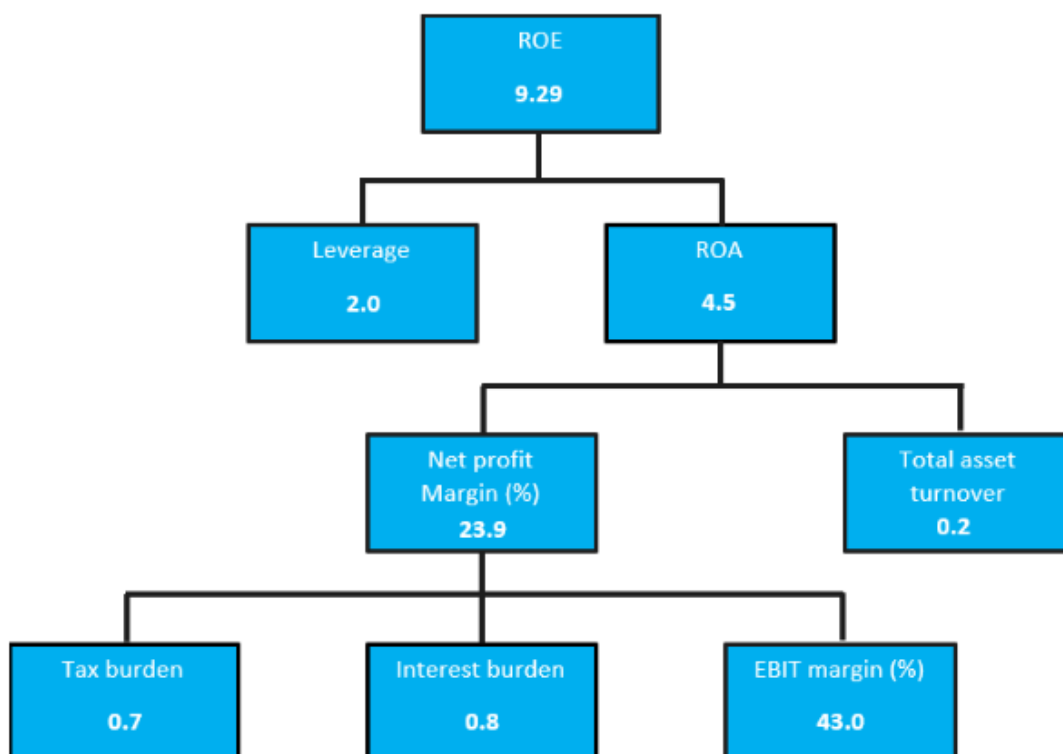 ROE
9.29
Leverage
2.0
ROA
4.5
Net profit
Margin (%)
23.9
Total asset
turnover
0.2
Tax burden
0.7
Interest burden
0.8
EBIT margin (%)
43.0